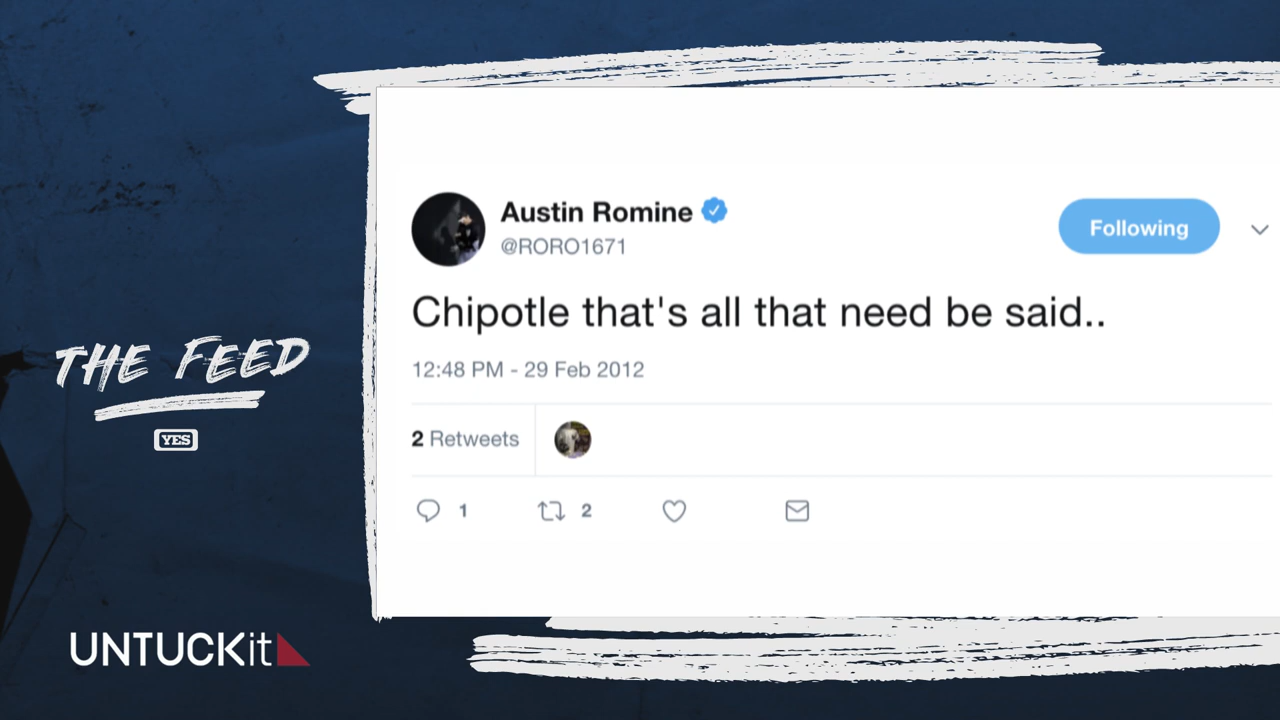 THE FEED
YES
UNTUCKit
Austin Romine
@RORO1671
Following
Chipotle that's all that need be said..
12:48 PM - 29 Feb 2012
2 Retweets
1
2